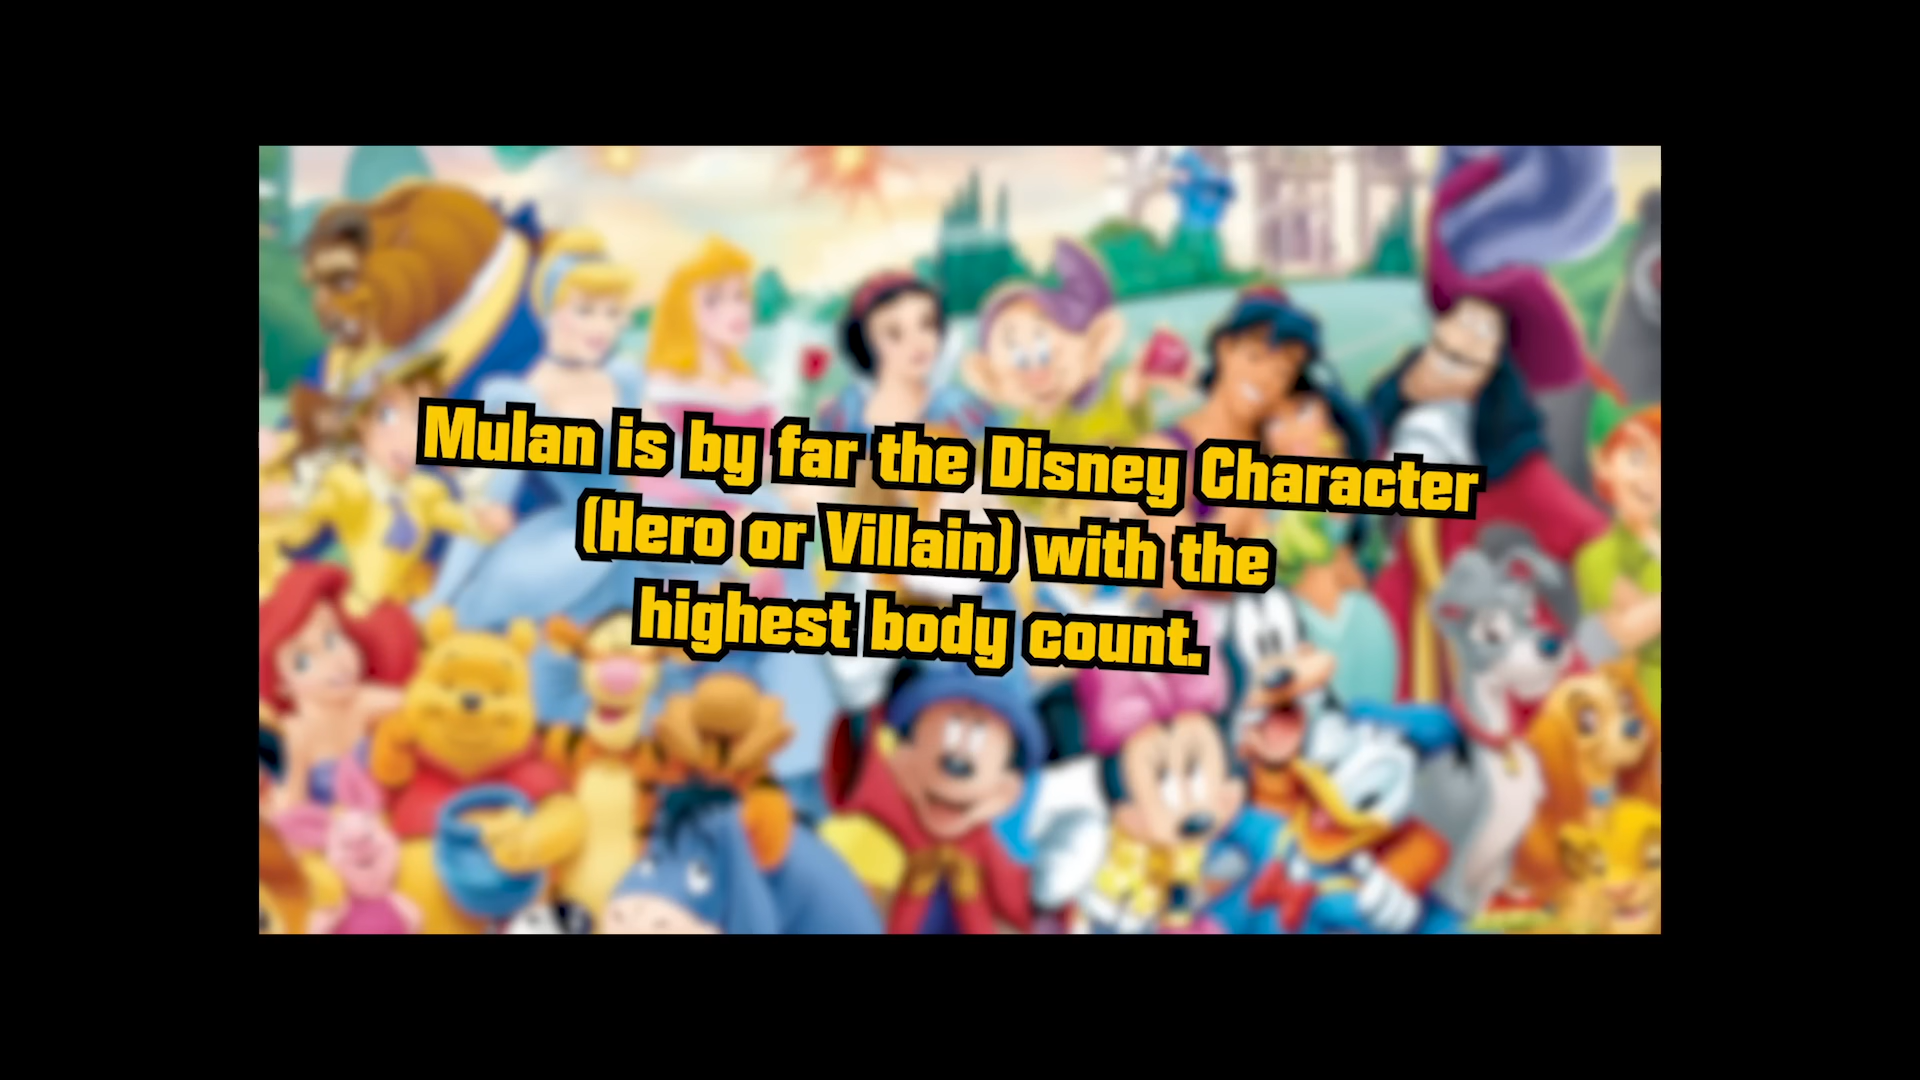 Mulan is by far the Disney Character
(Hero or Villain) with the
highest body count.